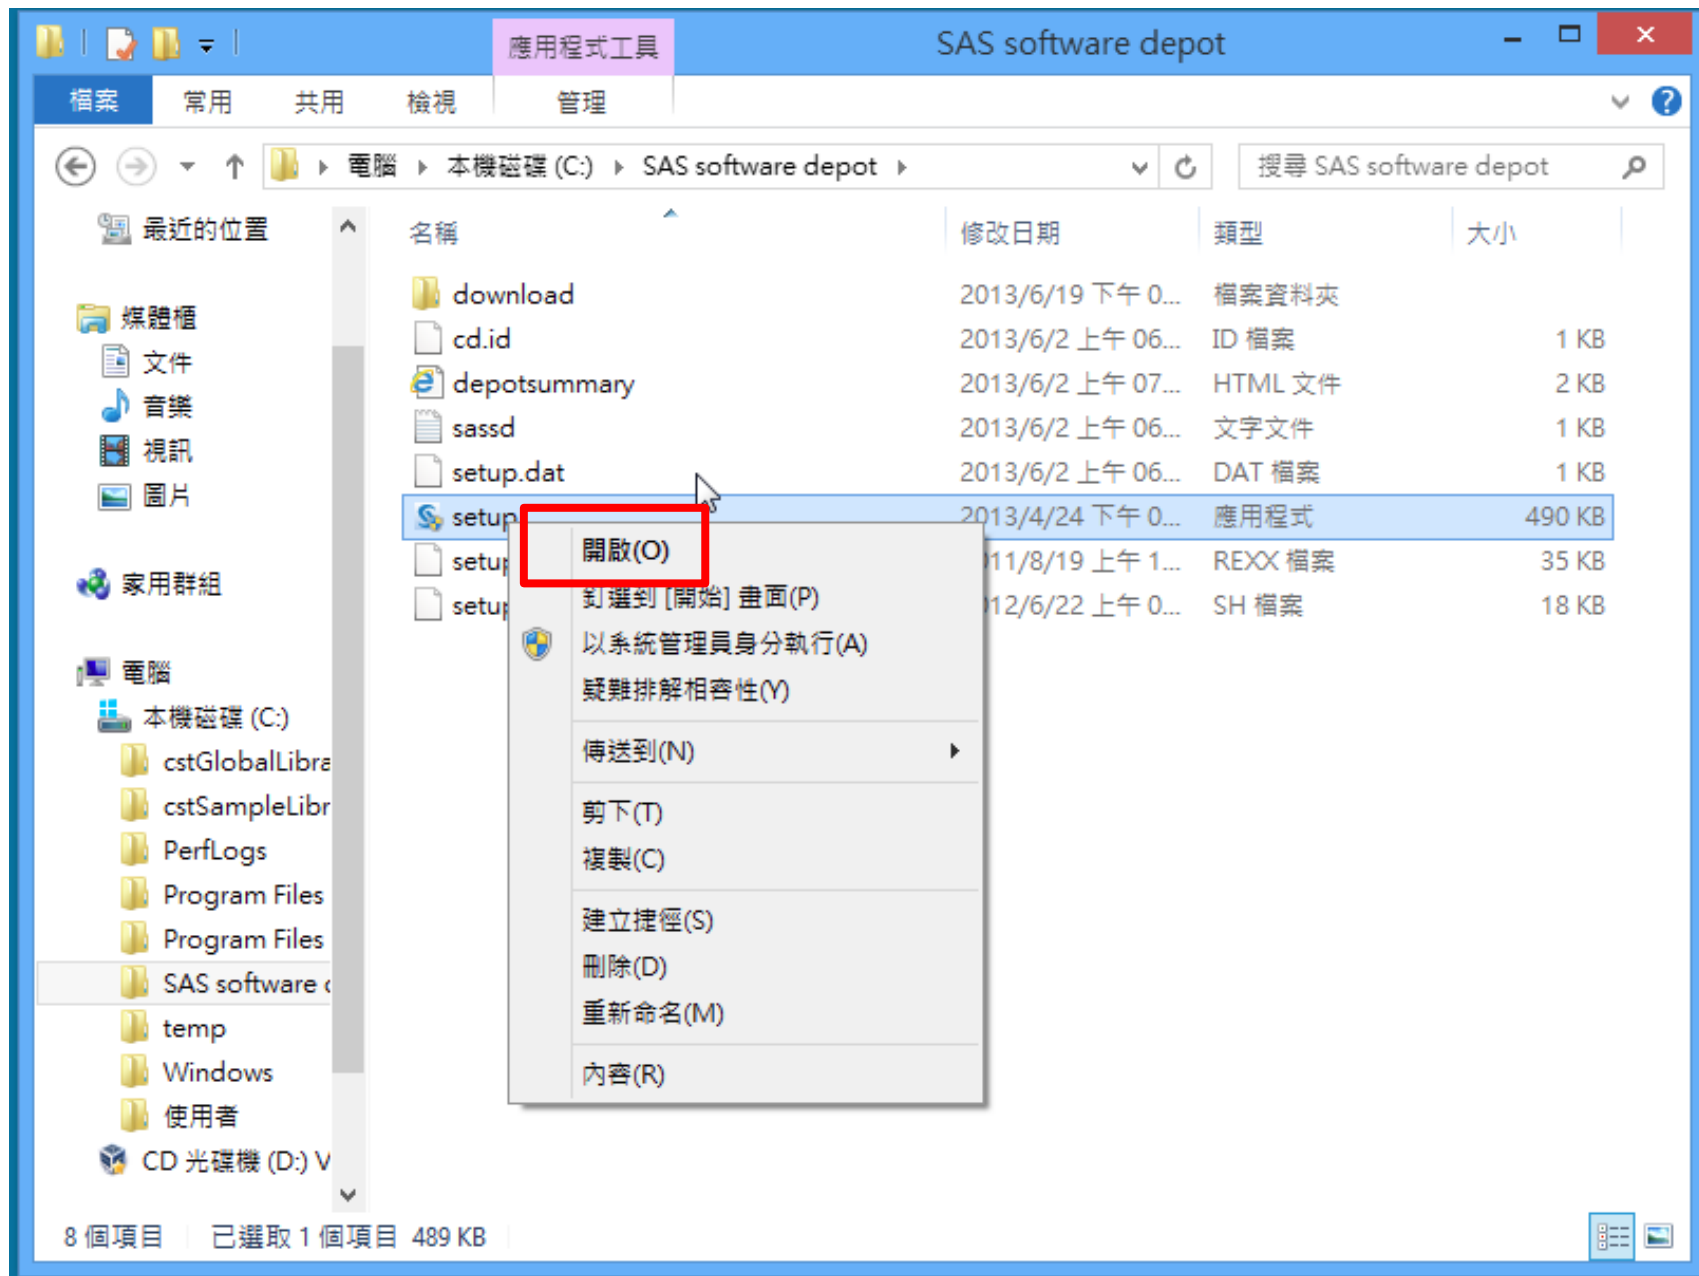 應用程式工具
SAS software depot
檔案 常用 共用 檢視 管理
電腦 本機磁碟 (C:) SAS software depot
搜尋 SAS software depot
最近的位置
媒體櫃
文件
音樂
視訊
圖片
家用群組
電腦
本機磁碟 (C:)
cstGlobalLibra
cstSampleLibr
PerfLogs
Program Files
Program Files
SAS software
temp
Windows
使用者
CD 光碟機 (D:) V
名稱 修改日期 類型 大小
download 2013/6/19 下午 0... 檔案資料夾
cd.id 2013/6/2 上午 06... ID 檔案 1 KB
depotsummary 2013/6/2 上午 07... HTML 文件 2 KB
sassd 2013/6/2 上午 06... 文字文件 1 KB
setup.dat 2013/6/2 上午 06... DAT 檔案 1 KB
setup 2013/4/24 下午 0... 應用程式 490 KB
setup 011/8/19 上午 1... REXX 檔案 35 KB
setup 012/6/22 上午 0... SH 檔案 18 KB
開啟(O)
釘選到 [開始] 畫面(P)
以系統管理員身分執行(A)
疑難排解相容性(Y)
傳送到(N)
剪下(T)
複製(C)
建立捷徑(S)
刪除(D)
重新命名(M)
內容(R)
8 個項目 已選取 1 個項目 489 KB